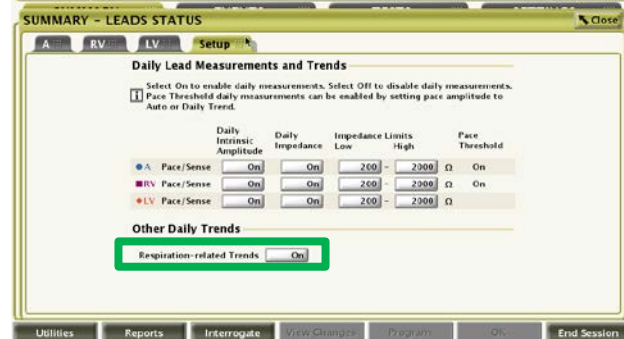 SUMMARY - LEADS STATUS
Close
A RV LV Setup
Daily Lead Measurements and Trends
Select On to enable daily measurements, Select Off to disable daily measurements.
Pace Threshold daily measurements can be enabled by setting pace amplitude to
Auto or Daily Trend.
Daily Intrinsic Amplitude Daily Impedance Impedance Limits Low High Pace Threshold
A Pace/Sense On On 200 - 2000 Ω On
RV Pace/Sense On On 200 - 2000 Ω On
LV Pace/Sense On On 200 - 2000 Ω
Other Daily Trends
Respiration-related Trends On
Utilities Reports Interrogate View Changes Program OK End Session